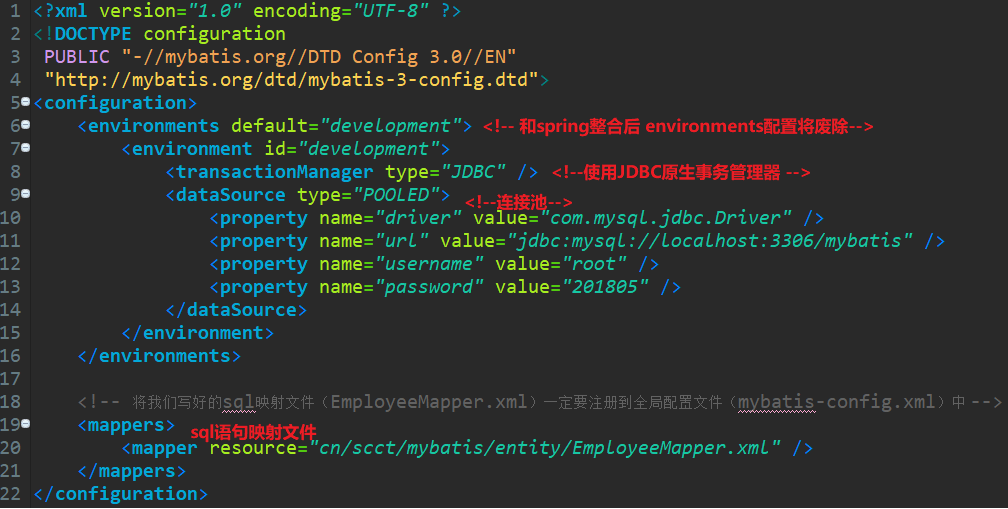 1 <?xml version="1.0" encoding="UTF-8" ?>
2 <!DOCTYPE configuration
3 PUBLIC "-//mybatis.org//DTD Config 3.0//EN"
4 "http://mybatis.org/dtd/mybatis-3-config.dtd">
5 <configuration>
6 <environments default="development"> <!-- 和spring整合后 environments配置将废除-->
7 <environment id="development">
8 <transactionManager type="JDBC" /> <!--使用JDBC原生事务管理器 -->
9 <dataSource type="POOLED"> <!--连接池-->
10 <property name="driver" value="com.mysql.jdbc.Driver" />
11 <property name="url" value="jdbc:mysql://localhost:3306/mybatis" />
12 <property name="username" value="root" />
13 <property name="password" value="201805" />
14 </dataSource>
15 </environment>
16 </environments>
17
18 <!-- 将我们写好的sql映射文件（EmployeeMapper.xml）一定要注册到全局配置文件（mybatis-config.xml）中 -->
19 <mappers> sql语句映射文件
20 <mapper resource="cn/scct/mybatis/entity/EmployeeMapper.xml" />
21 </mappers>
22 </configuration>